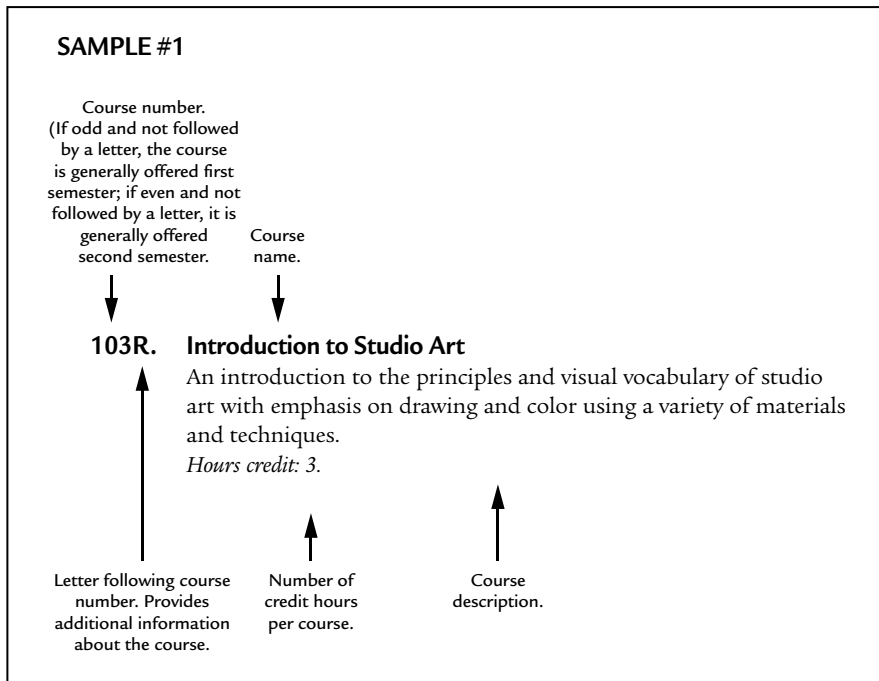 SAMPLE #1
Course number.
(If odd and not followed
by a letter, the course
is generally offered first
semester; if even and not
followed by a letter, it is
generally offered
second semester.
Course
name.
103R. Introduction to Studio Art
An introduction to the principles and visual vocabulary of studio
art with emphasis on drawing and color using a variety of materials
and techniques.
Hours credit: 3.
Letter following course
number. Provides
additional information
about the course.
Number of
credit hours
per course.
Course
description.